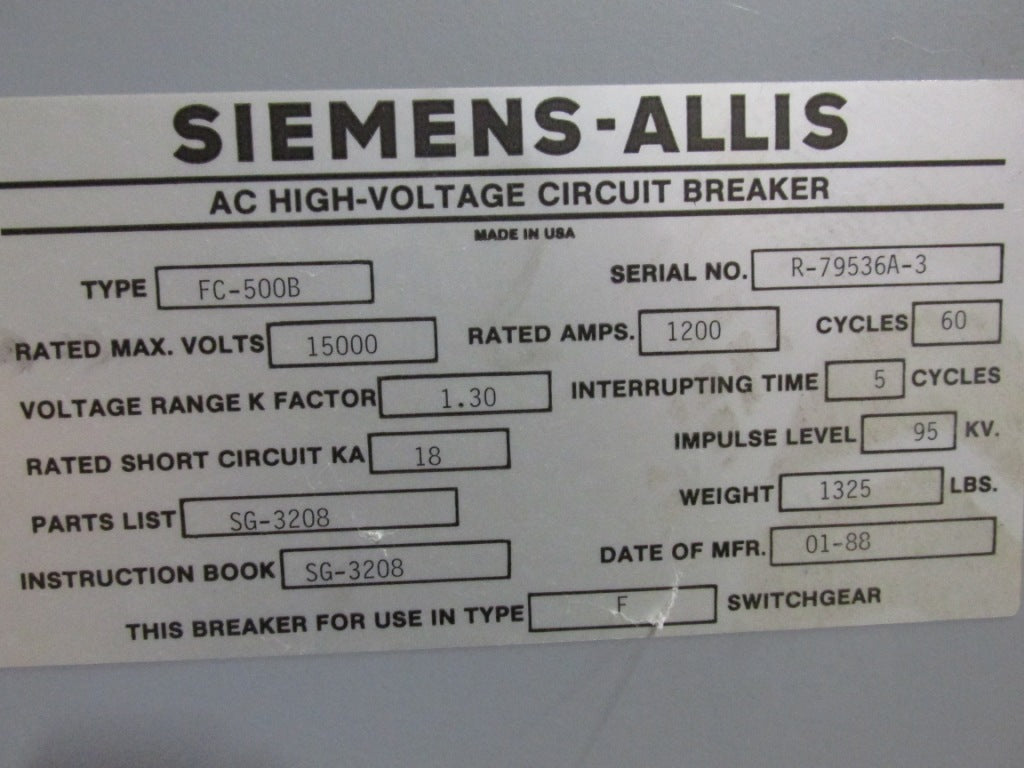 SIEMENS-ALLIS
AC HIGH-VOLTAGE CIRCUIT BREAKER
MADE IN USA
TYPE FC-500B SERIAL NO. R-79536A-3
RATED MAX. VOLTS 15000 RATED AMPS. 1200 CYCLES 60
VOLTAGE RANGE K FACTOR 1.30 INTERRUPTING TIME 5 CYCLES
RATED SHORT CIRCUIT KA 18 IMPULSE LEVEL 95 KV.
PARTS LIST SG-3208 WEIGHT 1325 LBS.
INSTRUCTION BOOK SG-3208 DATE OF MFR. 01-88
THIS BREAKER FOR USE IN TYPE F SWITCHGEAR